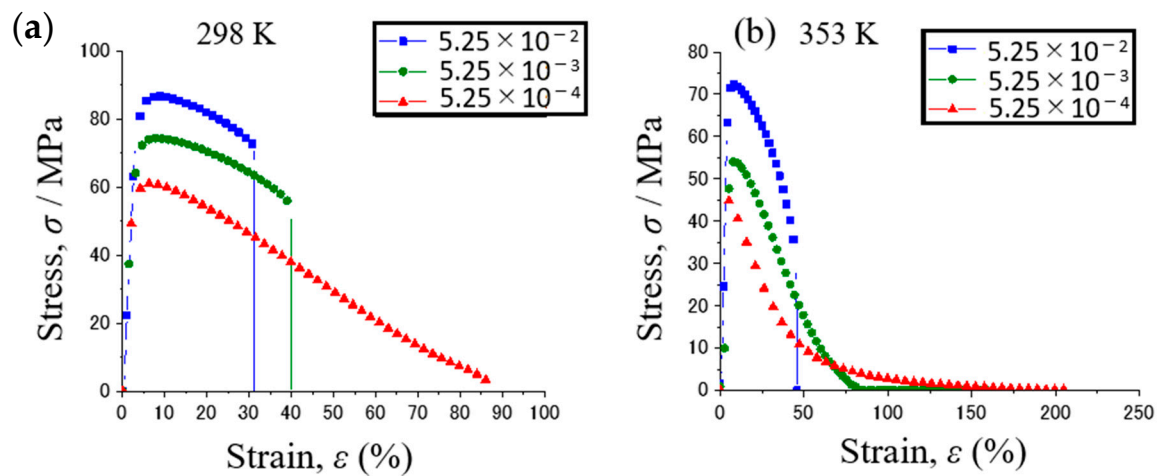 (a)
298 K
5.25×10−2
5.25×10−3
5.25×10−4
100
80
60
40
20
0
Stress, σ / MPa
0 10 20 30 40 50 60 70 80 90 100
Strain, ε (%)
(b) 353 K
5.25×10−2
5.25×10−3
5.25×10−4
80
70
60
50
40
30
20
10
0
Stress, σ / MPa
0 50 100 150 200 250
Strain, ε (%)